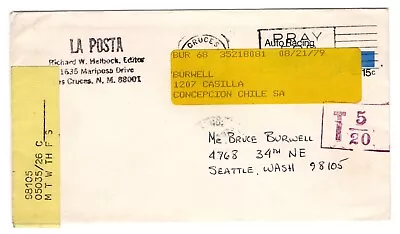 LA POSTA
Richard W. Helbock, Editor
1635 Mariposa Drive
Las Cruces, N. M. 88001
CRUCES
PRAY
Auto Racing
15c
BUR 68 35218081 08/21/79
BURWELL
1207 CASILLA
CONCEPCION CHILE SA
T 5/20
98105
05035/26 C
M T W TH F S
Mr. Bruce Burwell
4768 34TH NE
Seattle, Wash 98105